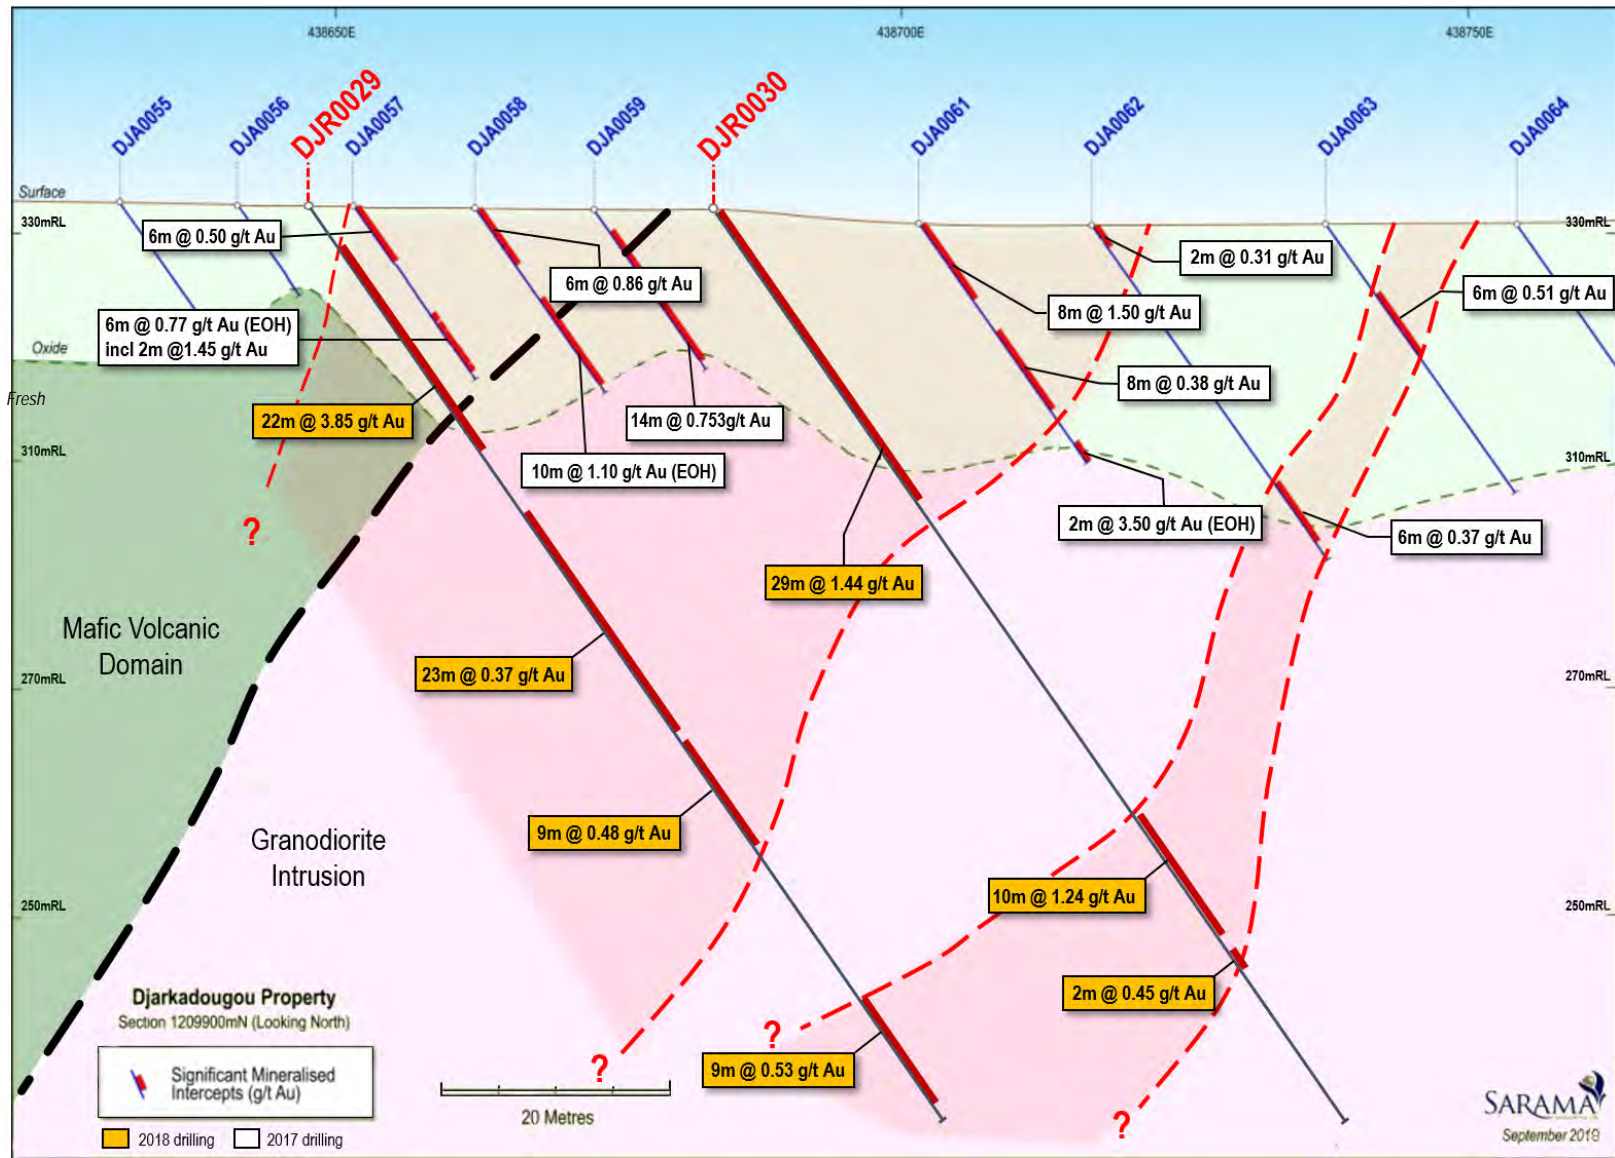 438650E
438700E
438750E
DJA0055
DJA0056
DJR0029
DJA0057
DJA0058
DJA0059
DJR0030
DJA0061
DJA0062
DJA0063
DJA0064
Surface
330mRL
330mRL
6m @ 0.50 g/t Au
6m @ 0.86 g/t Au
2m @ 0.31 g/t Au
6m @ 0.51 g/t Au
8m @ 1.50 g/t Au
6m @ 0.77 g/t Au (EOH)
incl 2m @1.45 g/t Au
Oxide
Fresh
8m @ 0.38 g/t Au
22m @ 3.85 g/t Au
14m @ 0.753g/t Au
310mRL
310mRL
10m @ 1.10 g/t Au (EOH)
2m @ 3.50 g/t Au (EOH)
6m @ 0.37 g/t Au
?
29m @ 1.44 g/t Au
Mafic Volcanic
Domain
23m @ 0.37 g/t Au
270mRL
270mRL
9m @ 0.48 g/t Au
Granodiorite
Intrusion
10m @ 1.24 g/t Au
250mRL
250mRL
2m @ 0.45 g/t Au
Djarkadougou Property
Section 1209900mN (Looking North)
?
?
9m @ 0.53 g/t Au
Significant Mineralised
Intercepts (g/t Au)
20 Metres
?
2018 drilling
2017 drilling
SARAMA
September 2018